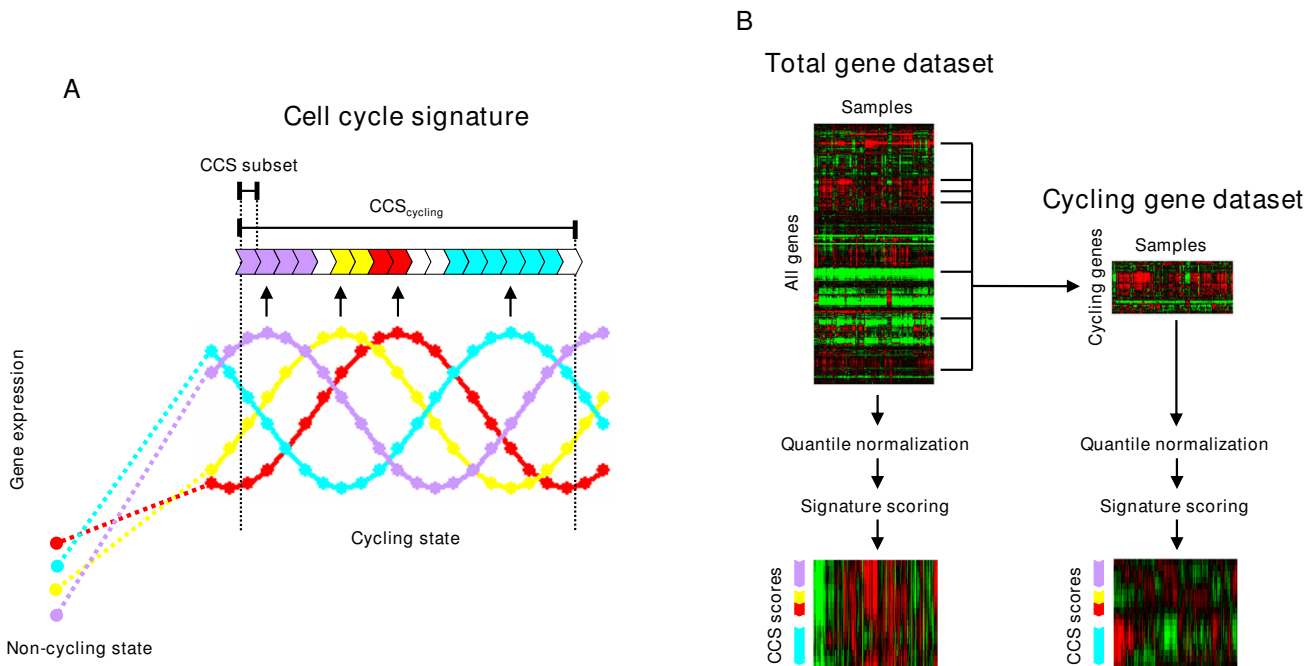 A
Cell cycle signature
CCS subset
CCScycling
Gene expression
Cycling state
Non-cycling state
B
Total gene dataset
Samples
All genes
Cycling gene dataset
Samples
Cycling genes
Quantile normalization
Quantile normalization
Signature scoring
Signature scoring
CCS scores
CCS scores